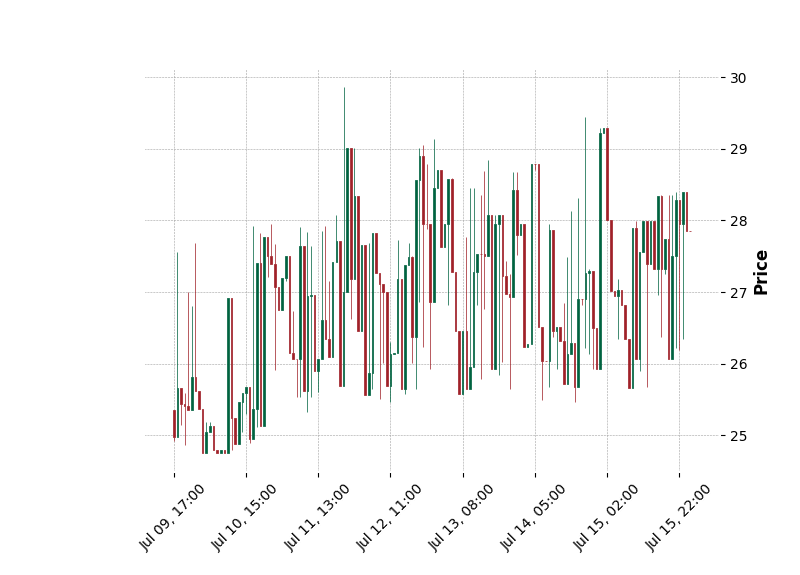 30
29
28
27
26
25
Price
Jul 09, 17:00
Jul 10, 15:00
Jul 11, 13:00
Jul 12, 11:00
Jul 13, 08:00
Jul 14, 05:00
Jul 15, 02:00
Jul 15, 22:00